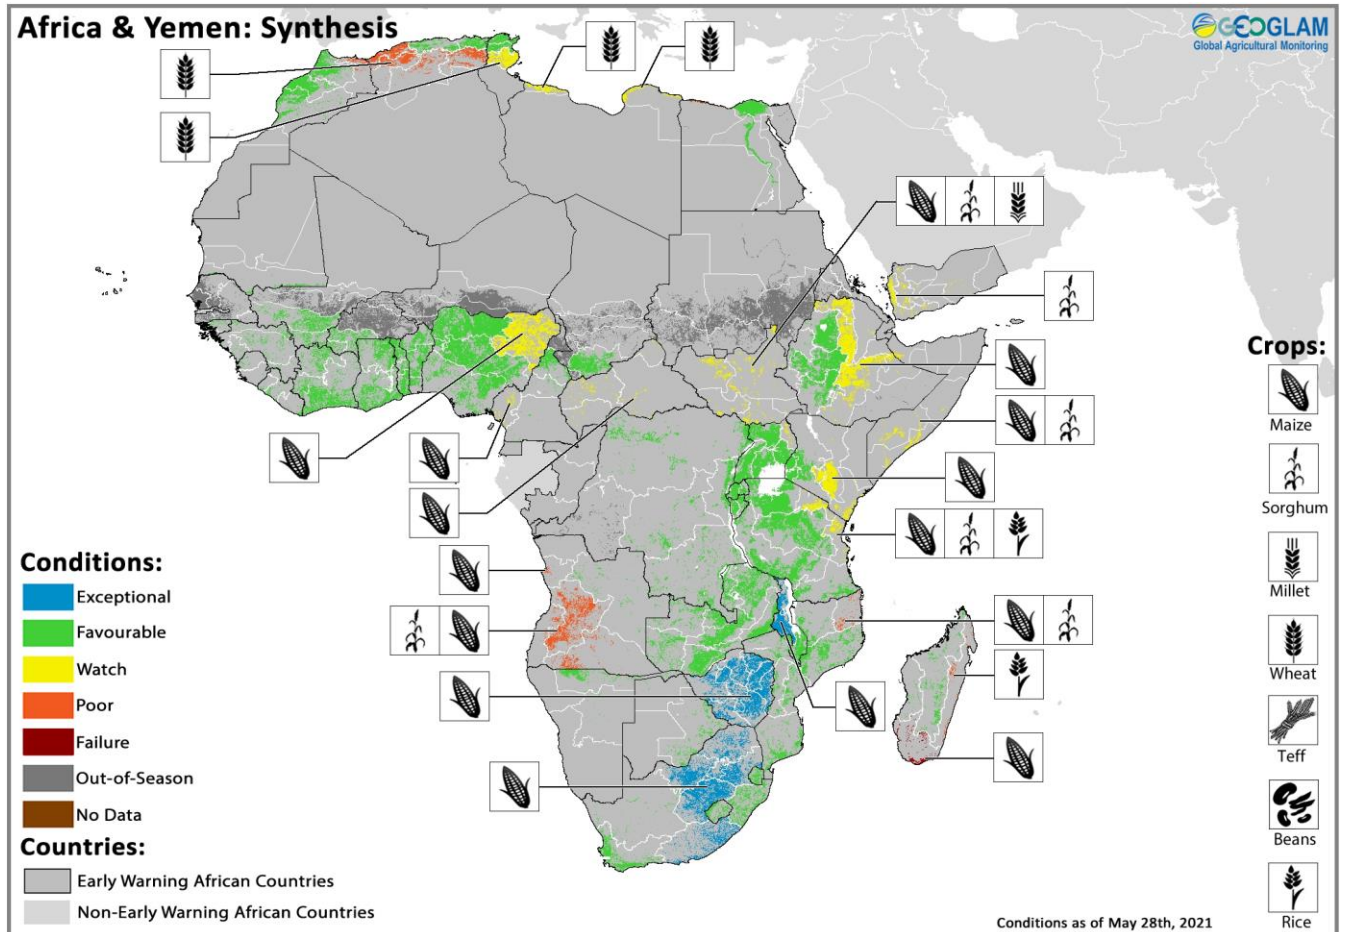 Africa & Yemen: Synthesis
GEOGLAM
Global Agricultural Monitoring
Crops:
Maize
Sorghum
Millet
Wheat
Teff
Beans
Rice
Conditions:
Exceptional
Favourable
Watch
Poor
Failure
Out-of-Season
No Data
Countries:
Early Warning African Countries
Non-Early Warning African Countries
Conditions as of May 28th, 2021